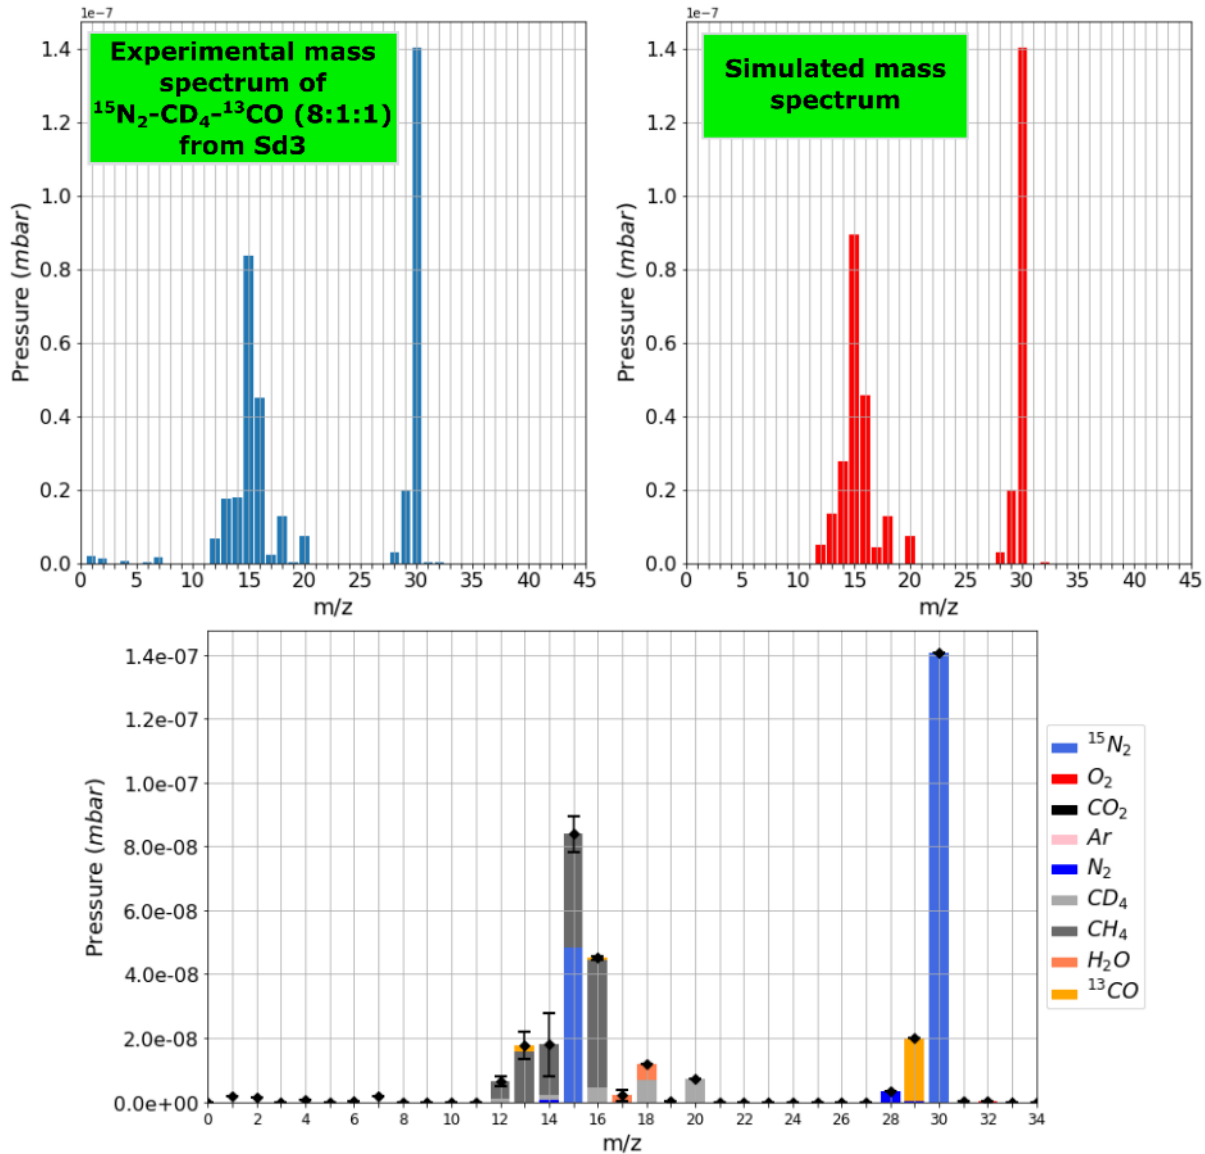 1e-7
Experimental mass
spectrum of
¹⁵N₂-CD₄-¹³CO (8:1:1)
from Sd3
1.4
1.2
1.0
0.8
0.6
0.4
0.2
0.0
Pressure (mbar)
0 5 10 15 20 25 30 35 40 45
m/z
1e-7
Simulated mass
spectrum
1.4
1.2
1.0
0.8
0.6
0.4
0.2
0.0
Pressure (mbar)
0 5 10 15 20 25 30 35 40 45
m/z
1.4e-07
1.2e-07
1.0e-07
8.0e-08
6.0e-08
4.0e-08
2.0e-08
0.0e+00
Pressure (mbar)
0 2 4 6 8 10 12 14 16 18 20 22 24 26 28 30 32 34
m/z
¹⁵N₂
O₂
CO₂
Ar
N₂
CD₄
CH₄
H₂O
¹³CO